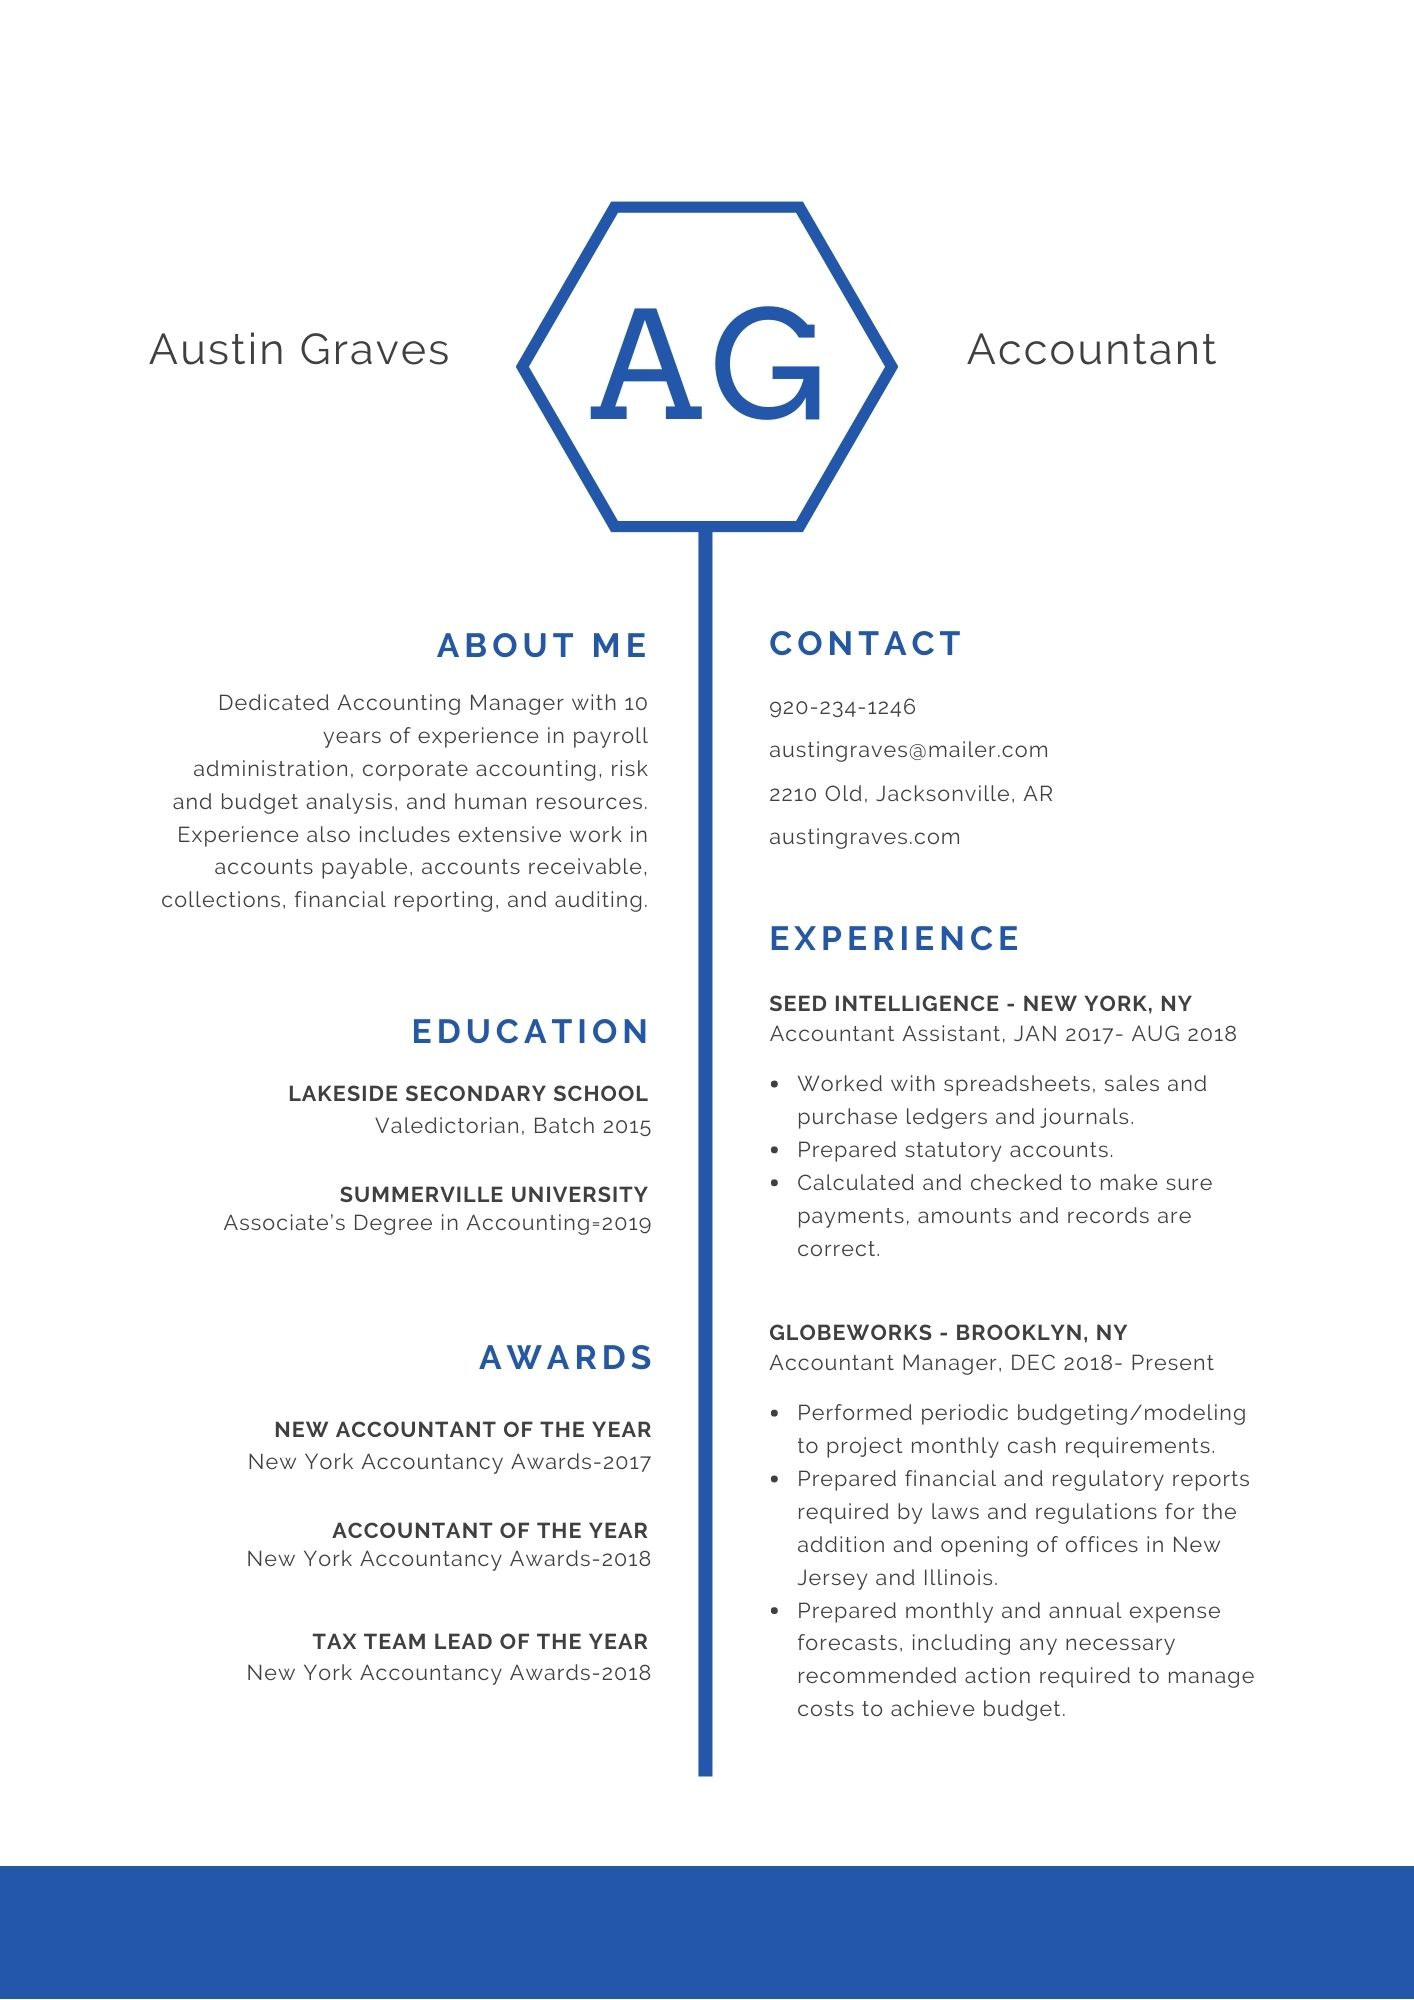 Austin Graves
AG
Accountant
ABOUT ME
Dedicated Accounting Manager with 10
years of experience in payroll
administration, corporate accounting, risk
and budget analysis, and human resources.
Experience also includes extensive work in
accounts payable, accounts receivable,
collections, financial reporting, and auditing.
EDUCATION
LAKESIDE SECONDARY SCHOOL
Valedictorian, Batch 2015
SUMMERVILLE UNIVERSITY
Associate's Degree in Accounting=2019
AWARDS
NEW ACCOUNTANT OF THE YEAR
New York Accountancy Awards-2017
ACCOUNTANT OF THE YEAR
New York Accountancy Awards-2018
TAX TEAM LEAD OF THE YEAR
New York Accountancy Awards-2018
CONTACT
920-234-1246
austingraves@mailer.com
2210 Old, Jacksonville, AR
austingraves.com
EXPERIENCE
SEED INTELLIGENCE - NEW YORK, NY
Accountant Assistant, JAN 2017- AUG 2018
• Worked with spreadsheets, sales and
purchase ledgers and journals.
• Prepared statutory accounts.
• Calculated and checked to make sure
payments, amounts and records are
correct.
GLOBEWORKS - BROOKLYN, NY
Accountant Manager, DEC 2018- Present
• Performed periodic budgeting/modeling
to project monthly cash requirements.
• Prepared financial and regulatory reports
required by laws and regulations for the
addition and opening of offices in New
Jersey and Illinois.
• Prepared monthly and annual expense
forecasts, including any necessary
recommended action required to manage
costs to achieve budget.